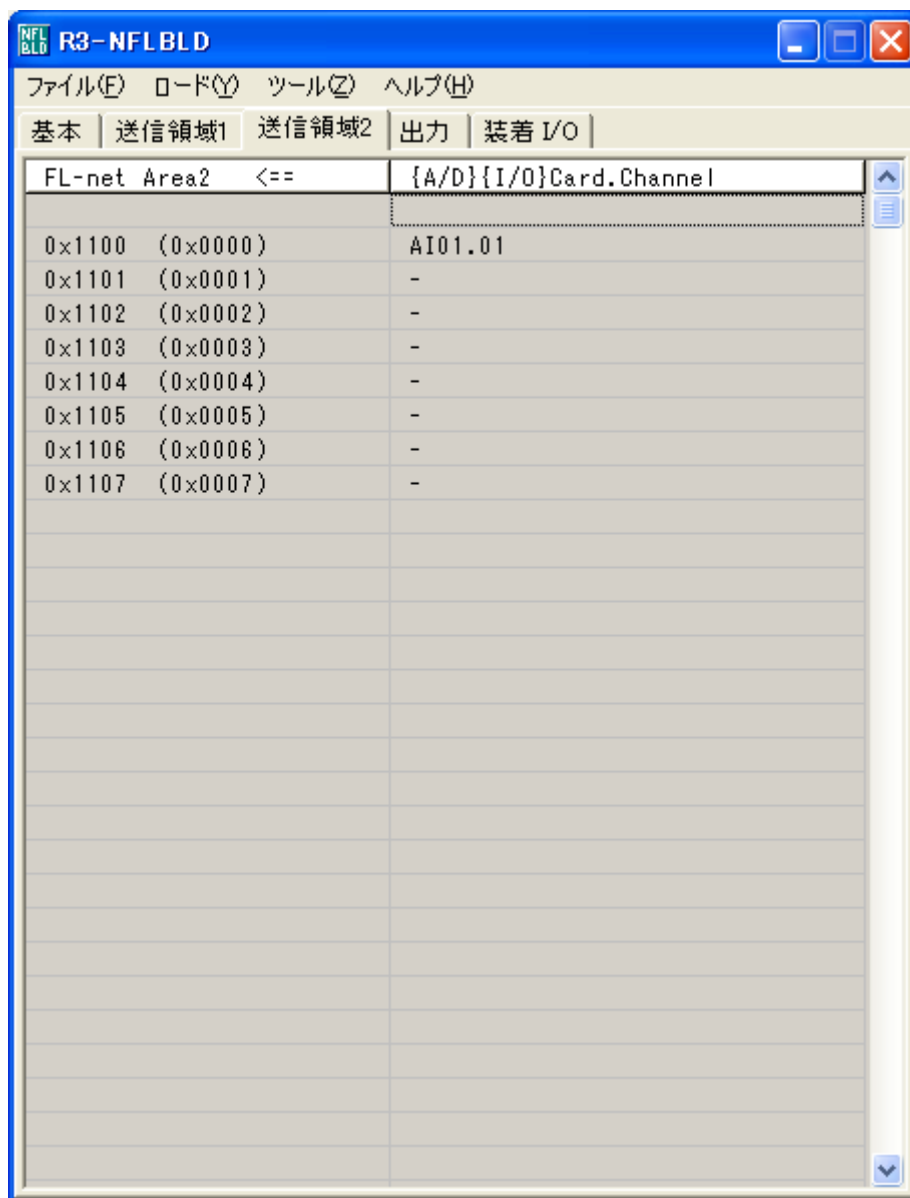 NFL BLD R3-NFLBLD
ファイル(F) ロード(Y) ツール(Z) ヘルプ(H)
基本 送信領域1 送信領域2 出力 装着 I/O
FL-net Area2 <== {A/D}{I/O}Card.Channel
0x1100 (0x0000) AI01.01
0x1101 (0x0001) -
0x1102 (0x0002) -
0x1103 (0x0003) -
0x1104 (0x0004) -
0x1105 (0x0005) -
0x1106 (0x0006) -
0x1107 (0x0007) -